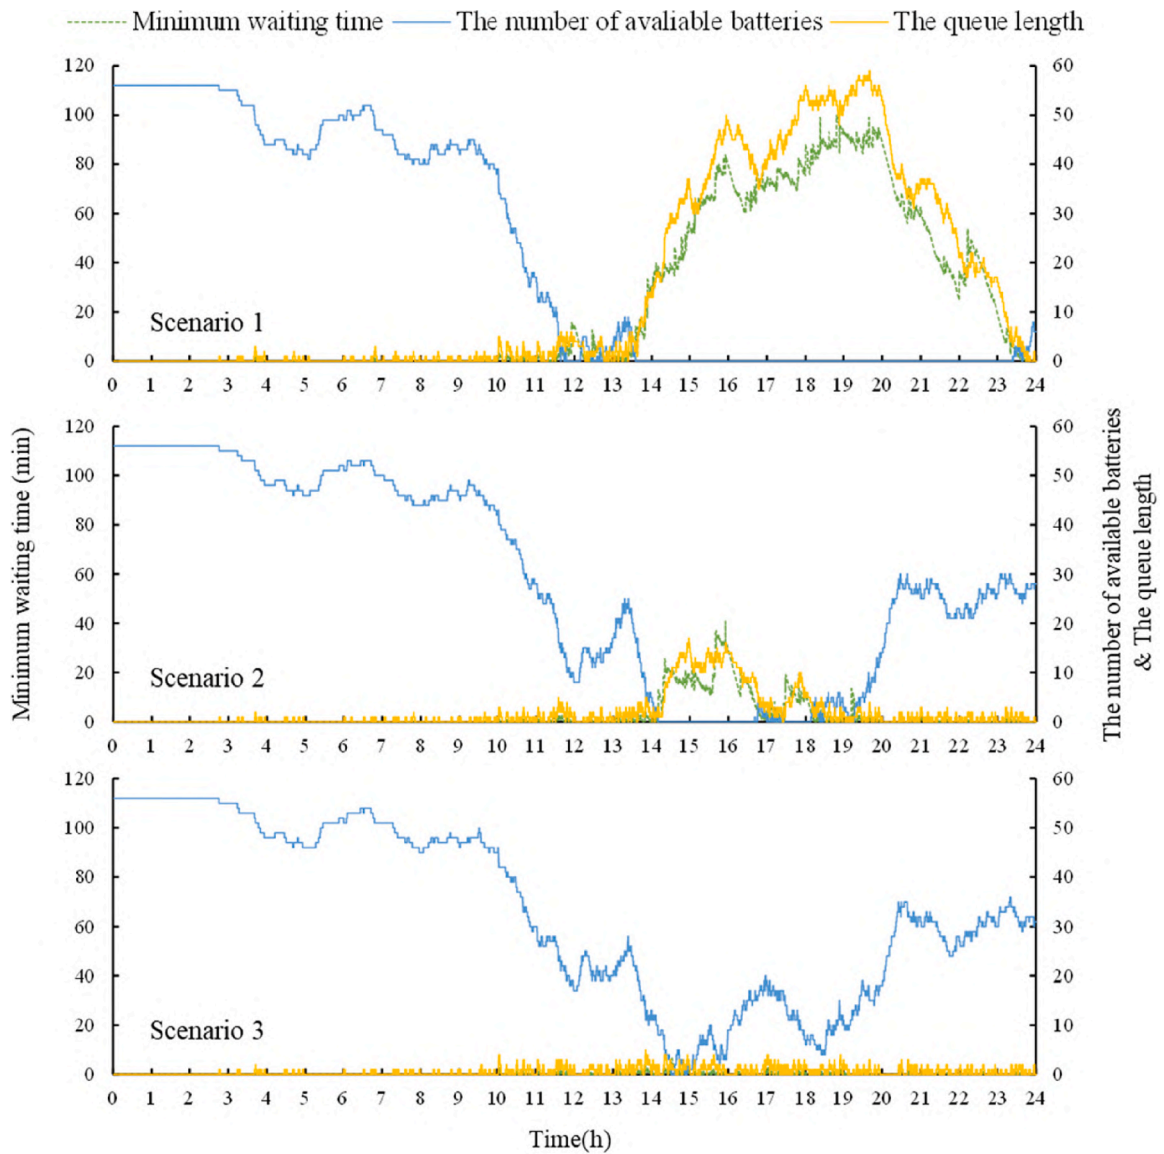 Minimum waiting time The number of avaliable batteries The queue length
120 60
100 50
80 40
60 30
40 20
20 10
0 0
Scenario 1
0 1 2 3 4 5 6 7 8 9 10 11 12 13 14 15 16 17 18 19 20 21 22 23 24
120 60
100 50
80 40
60 30
40 20
20 10
0 0
Scenario 2
0 1 2 3 4 5 6 7 8 9 10 11 12 13 14 15 16 17 18 19 20 21 22 23 24
120 60
100 50
80 40
60 30
40 20
20 10
0 0
Scenario 3
0 1 2 3 4 5 6 7 8 9 10 11 12 13 14 15 16 17 18 19 20 21 22 23 24
Minimum waiting time (min)
The number of available batteries
& The queue length
Time(h)